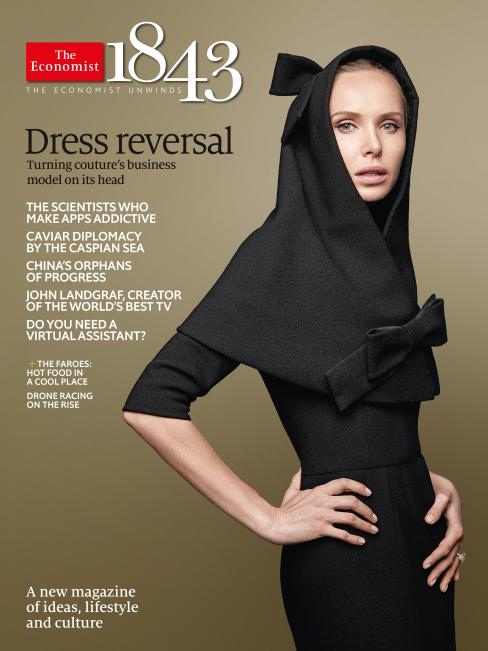 The
Economist
1843
THE ECONOMIST UNWINDS
Dress reversal
Turning couture's business
model on its head
THE SCIENTISTS WHO
MAKE APPS ADDICTIVE
CAVIAR DIPLOMACY
BY THE CASPIAN SEA
CHINA'S ORPHANS
OF PROGRESS
JOHN LANDGRAF, CREATOR
OF THE WORLD'S BEST TV
DO YOU NEED A
VIRTUAL ASSISTANT?
+THE FAROES:
HOT FOOD IN
A COOL PLACE
DRONE RACING
ON THE RISE
A new magazine
of ideas, lifestyle
and culture